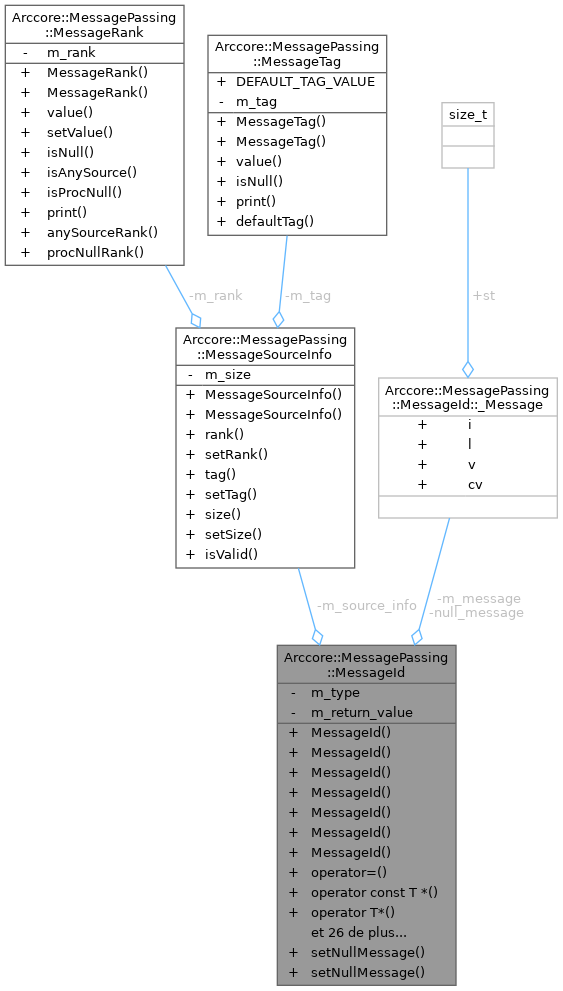 Arccore::MessagePassing
::MessageRank
- m_rank
+ MessageRank()
+ MessageRank()
+ value()
+ setValue()
+ isNull()
+ isAnySource()
+ isProcNull()
+ print()
+ anySourceRank()
+ procNullRank()
Arccore::MessagePassing
::MessageTag
+ DEFAULT_TAG_VALUE
- m_tag
+ MessageTag()
+ MessageTag()
+ value()
+ isNull()
+ print()
+ defaultTag()
size_t
-m_rank
-m_tag
+st
Arccore::MessagePassing
::MessageSourceInfo
- m_size
+ MessageSourceInfo()
+ MessageSourceInfo()
+ rank()
+ setRank()
+ tag()
+ setTag()
+ size()
+ setSize()
+ isValid()
Arccore::MessagePassing
::MessageId::_Message
+ i
+ l
+ v
+ cv
-m_source_info
-m_message
-null_message
Arccore::MessagePassing
::MessageId
- m_type
- m_return_value
+ MessageId()
+ MessageId()
+ MessageId()
+ MessageId()
+ MessageId()
+ MessageId()
+ MessageId()
+ operator=()
+ operator const T *()
+ operator T*()
et 26 de plus...
+ setNullMessage()
+ setNullMessage()